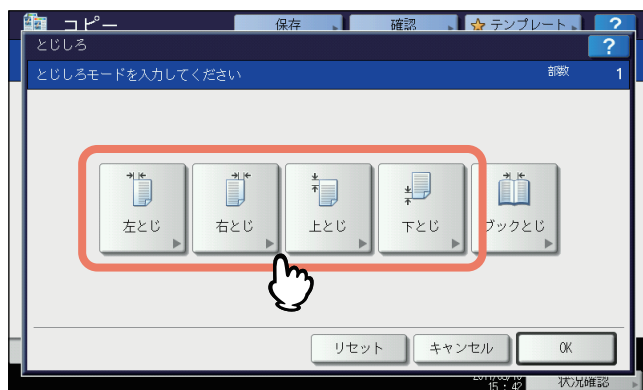 コピー 保存 確認 テンプレート ?
とじしろ ?
とじしろモードを入力してください 部数 1
左とじ 右とじ 上とじ 下とじ ブックとじ
リセット キャンセル OK
15：42 状況確認